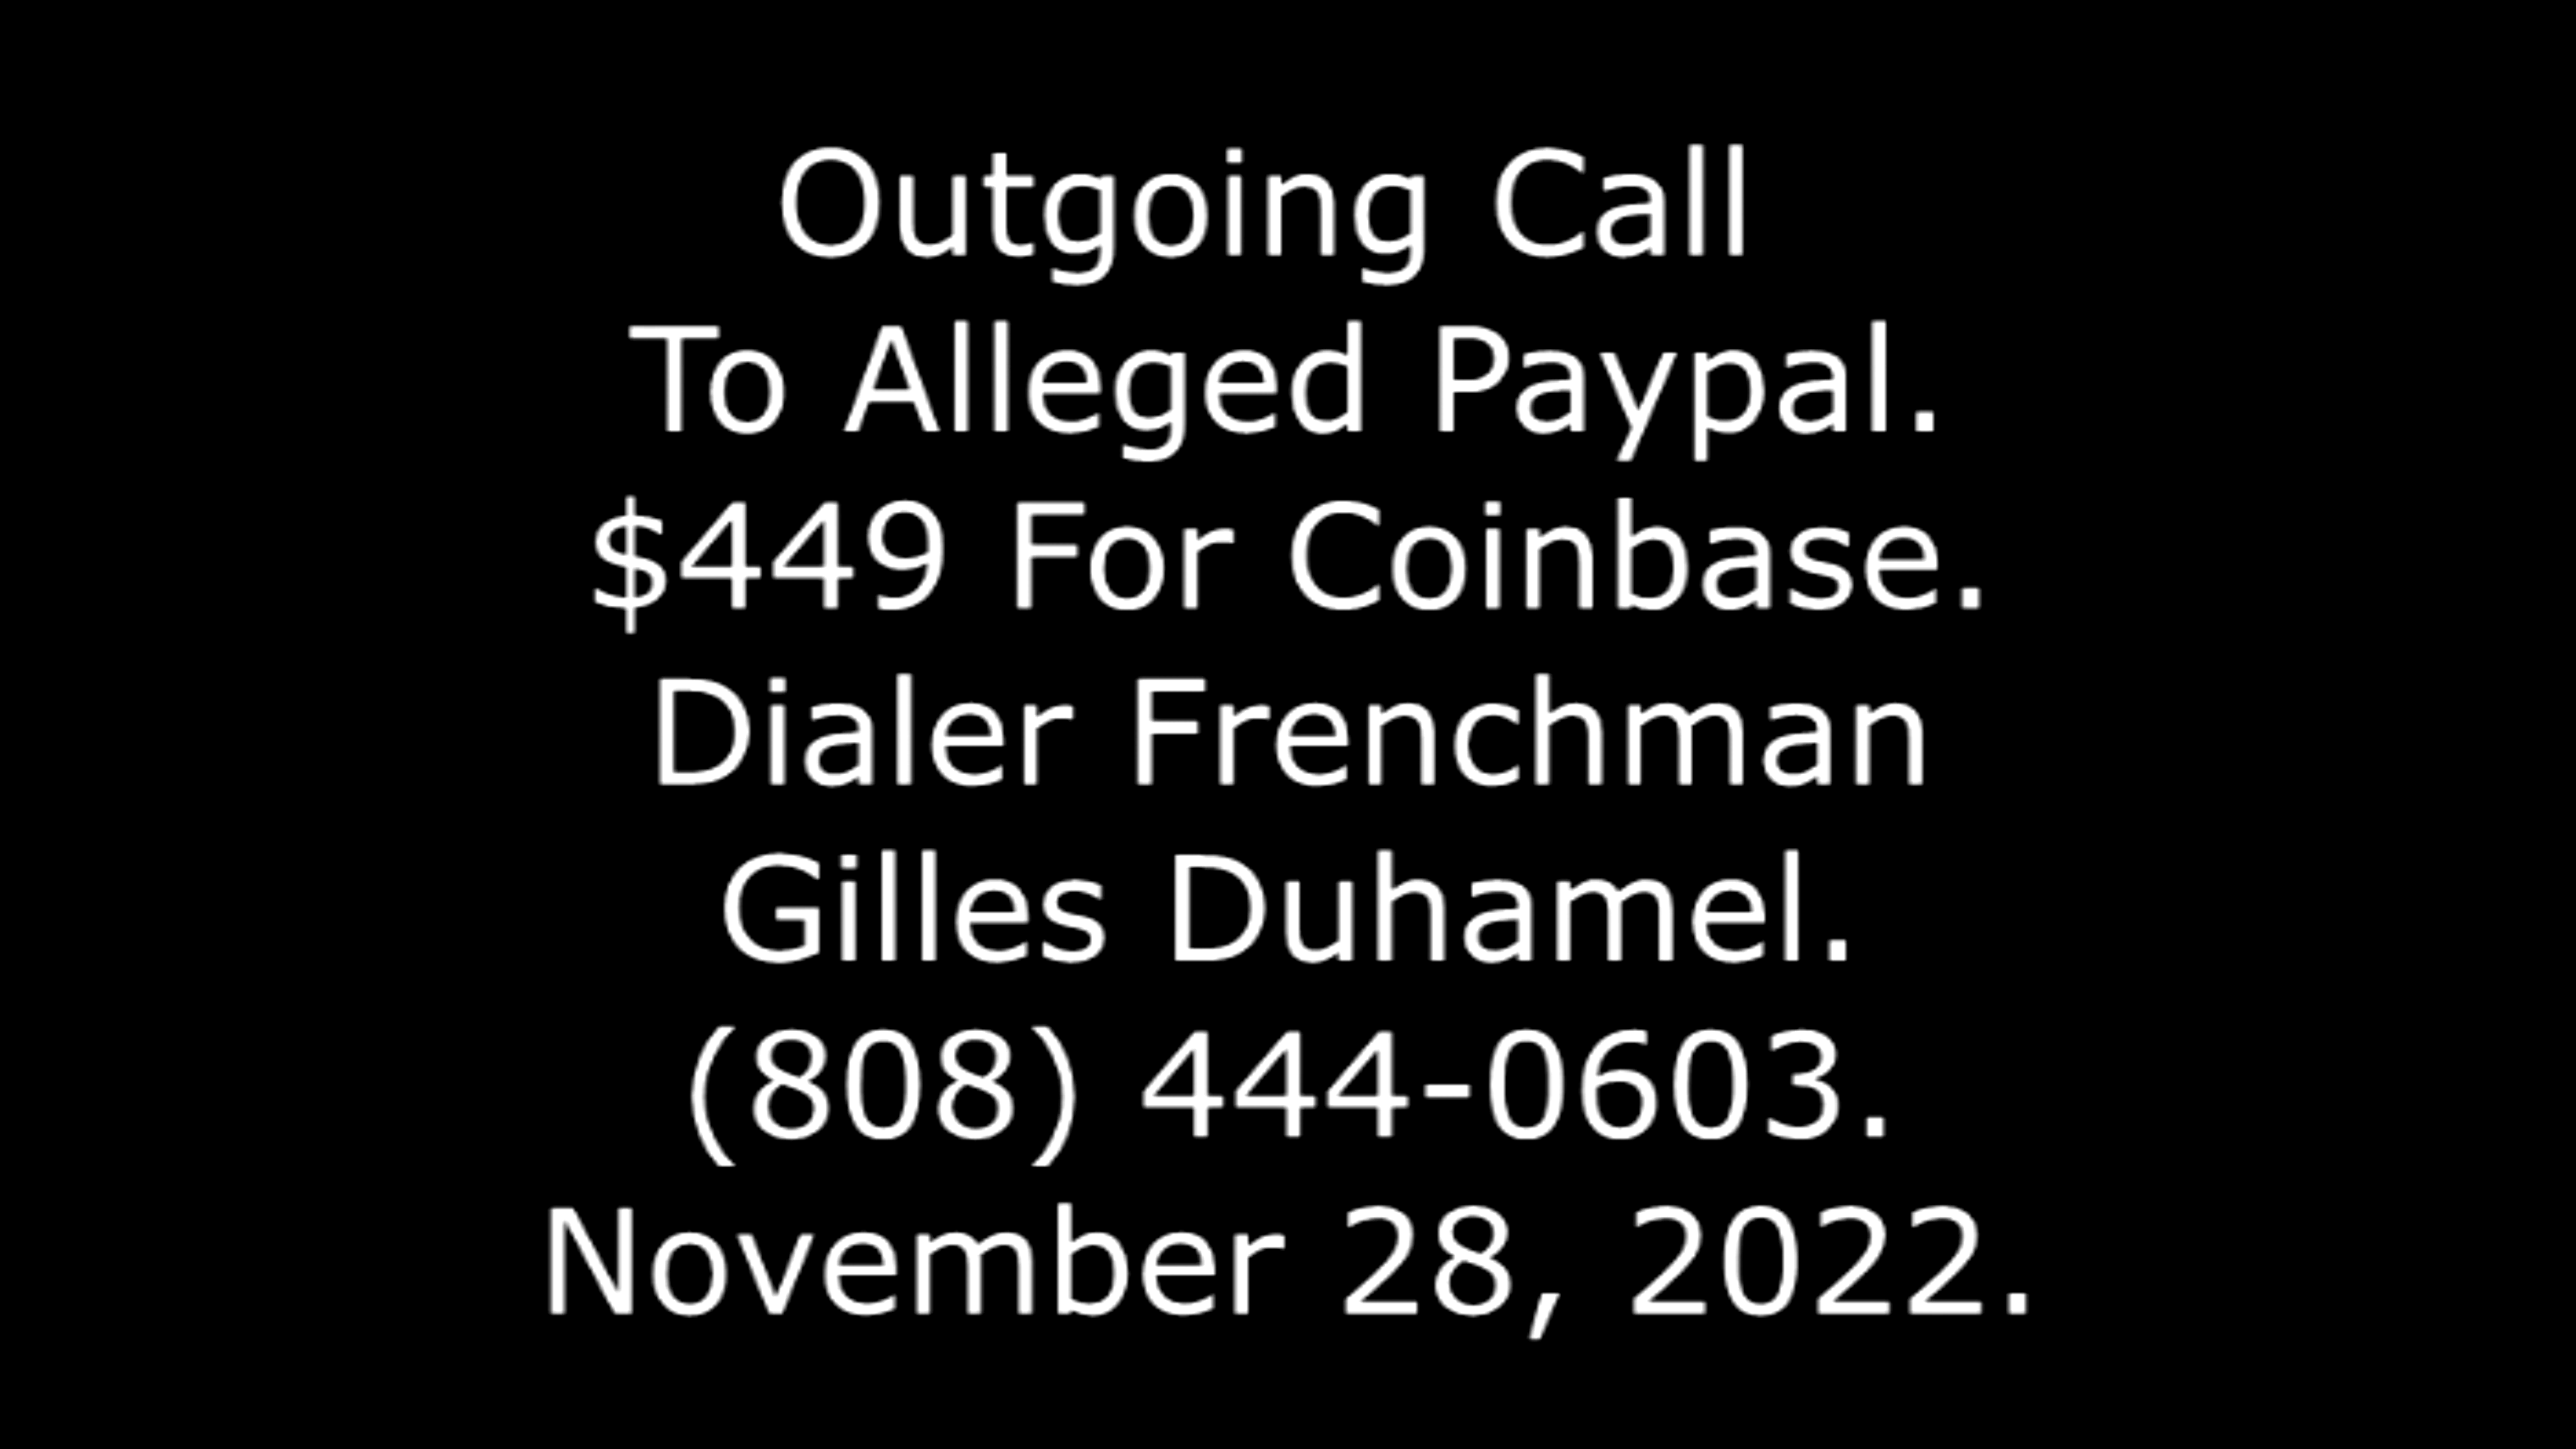 Outgoing Call
To Alleged Paypal.
$449 For Coinbase.
Dialer Frenchman
Gilles Duhamel.
(808) 444-0603.
November 28, 2022.